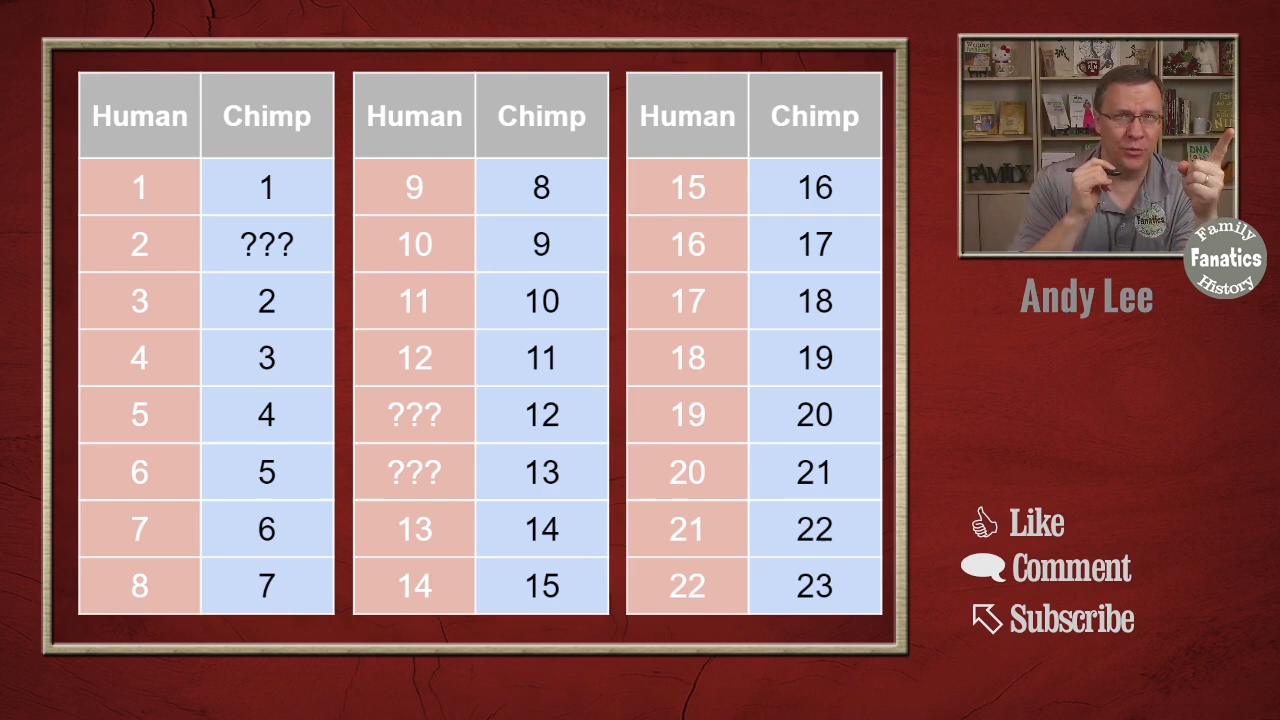 Human Chimp Human Chimp Human Chimp
1 1 9 8 15 16
2 ??? 10 9 16 17
3 2 11 10 17 18
4 3 12 11 18 19
5 4 ??? 12 19 20
6 5 ??? 13 20 21
7 6 13 14 21 22
8 7 14 15 22 23
FAMILY
DNA
Fanatics
Family
Fanatics
History
Andy Lee
Like
Comment
Subscribe